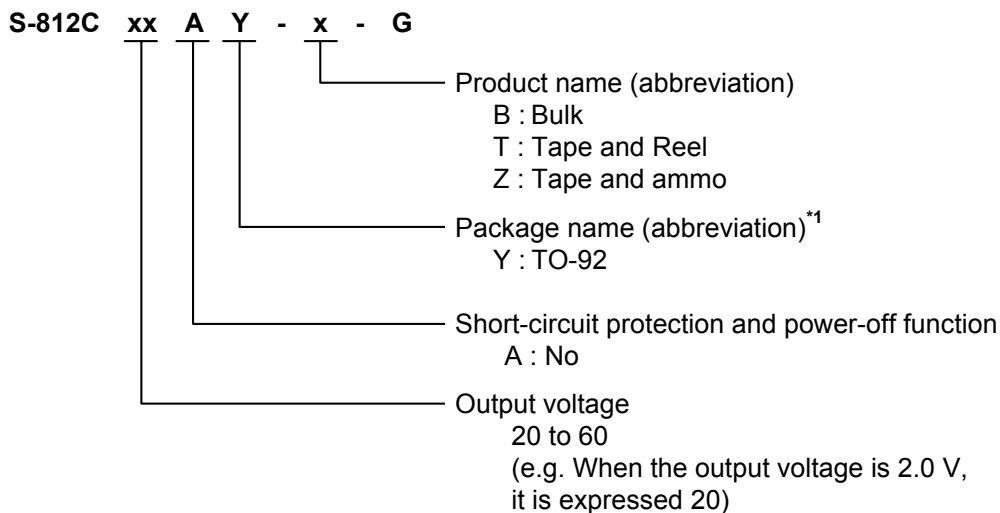 S-812C xx A Y - x - G
Product name (abbreviation)
B : Bulk
T : Tape and Reel
Z : Tape and ammo
Package name (abbreviation)*1
Y : TO-92
Short-circuit protection and power-off function
A : No
Output voltage
20 to 60
(e.g. When the output voltage is 2.0 V,
it is expressed 20)